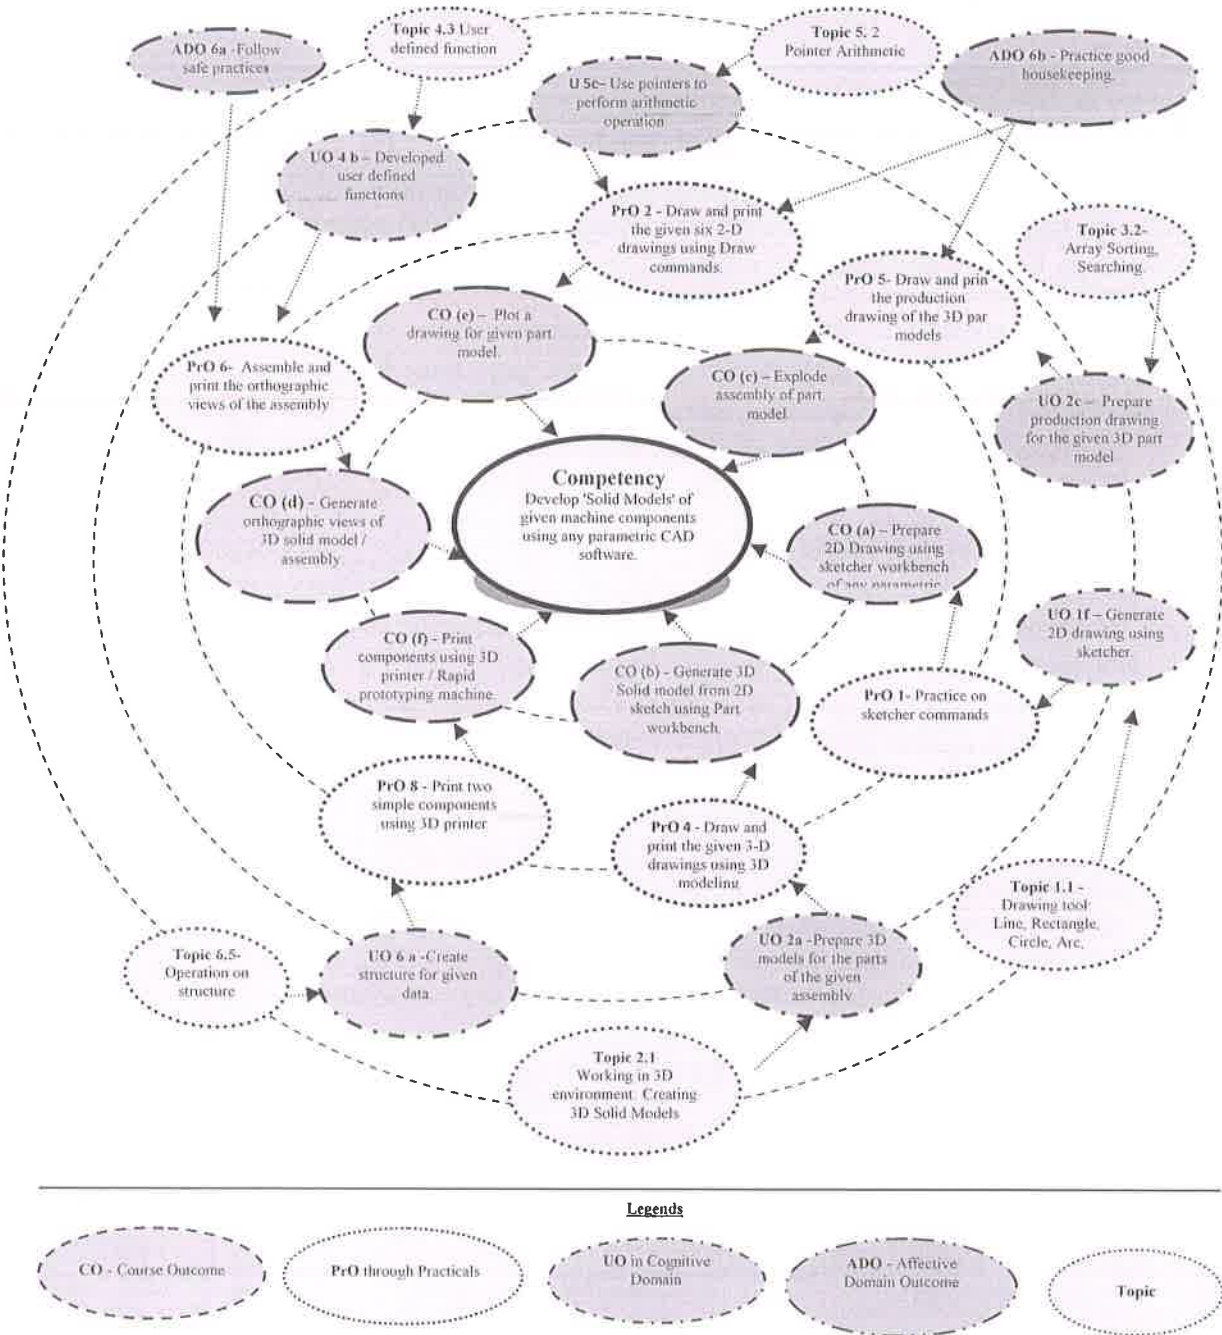 Topic 4.3 User
defined function
ADO 6a -Follow
safe practices
Topic 5. 2
Pointer Arithmetic
ADO 6b - Practice good
housekeeping.
U 5c– Use pointers to
perform arithmetic
operation
UO 4 b – Developed
user defined
functions
PrO 2 - Draw and print
the given six 2-D
drawings using Draw
commands.
Topic 3.2-
Array Sorting,
Searching.
PrO 5- Draw and prin
the production
drawing of the 3D par
models
CO (e) – Plot a
drawing for given part
model.
PrO 6- Assemble and
print the orthographic
views of the assembly
CO (c) – Explode
assembly of part
model
UO 2c – Prepare
production drawing
for the given 3D part
model
Competency
Develop 'Solid Models' of
given machine components
using any parametric CAD
software.
CO (d) - Generate
orthographic views of
3D solid model /
assembly.
CO (a) – Prepare
2D Drawing using
sketcher workbench
of any parametric
UO 1f – Generate
2D drawing using
sketcher.
CO (f) - Print
components using 3D
printer / Rapid
prototyping machine.
CO (b) - Generate 3D
Solid model from 2D
sketch using Part
workbench.
PrO 1- Practice on
sketcher commands
PrO 8 - Print two
simple components
using 3D printer
PrO 4 - Draw and
print the given 3-D
drawings using 3D
modeling
Topic 1.1 -
Drawing tool:
Line, Rectangle,
Circle, Arc,
Topic 6.5-
Operation on
structure
UO 6 a -Create
structure for given
data.
UO 2a -Prepare 3D
models for the parts
of the given
assembly.
Topic 2.1
Working in 3D
environment. Creating
3D Solid Models
Legends
CO - Course Outcome
PrO through Practicals
UO in Cognitive
Domain
ADO - Affective
Domain Outcome
Topic